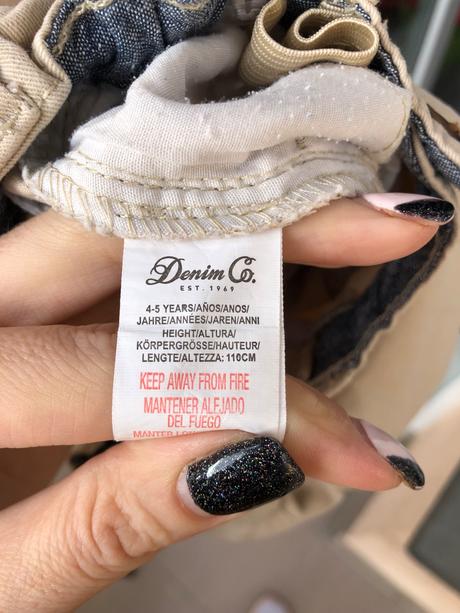 Denim Co.
EST. 1969
4-5 YEARS/AÑOS/ANOS/
JAHRE/ANNÉES/JAREN/ANNI
HEIGHT/ALTURA/
KÖRPERGRÖSSE/HAUTEUR/
LENGTE/ALTEZZA: 110CM
KEEP AWAY FROM FIRE
MANTENER ALEJADO
DEL FUEGO
MANTER